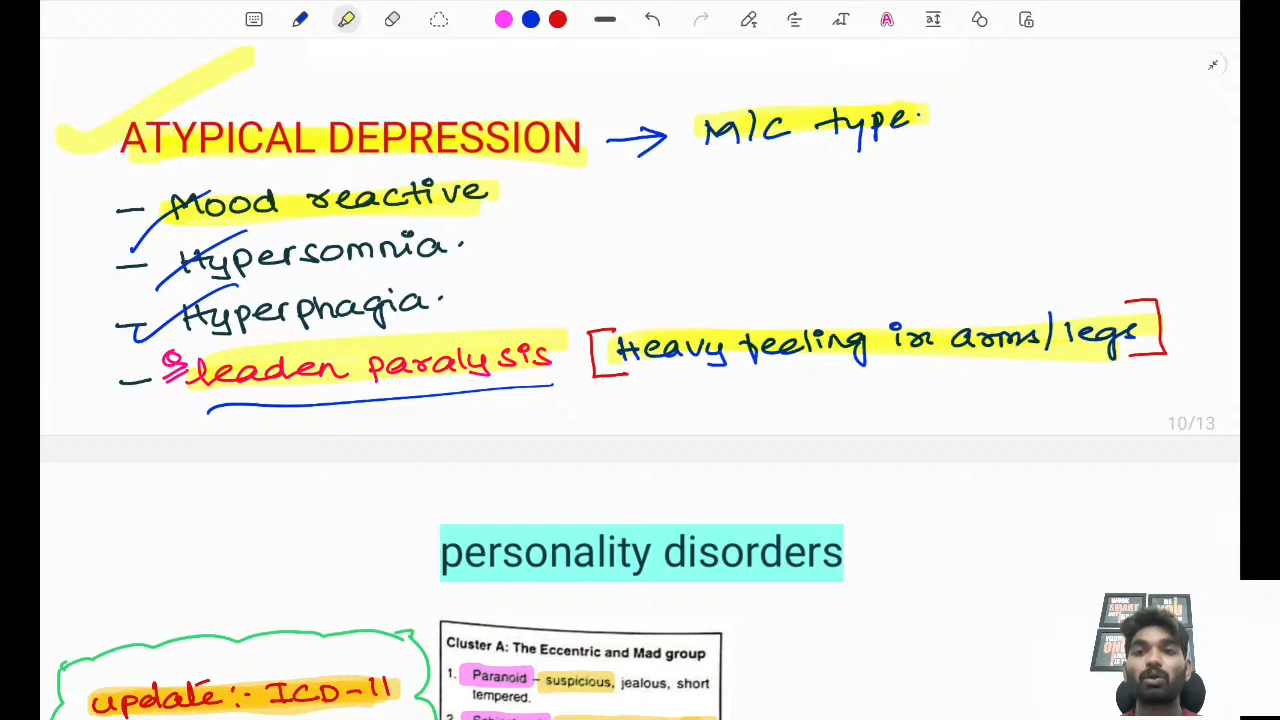 ATYPICAL DEPRESSION → M/C type.
– Mood reactive
– Hypersomnia.
– Hyperphagia.
– leaden paralysis [Heavy feeling in arms/legs]
10/13
personality disorders
Cluster A: The Eccentric and Mad group
1. Paranoid – suspicious, jealous, short
tempered.
2.
update:- ICD-11